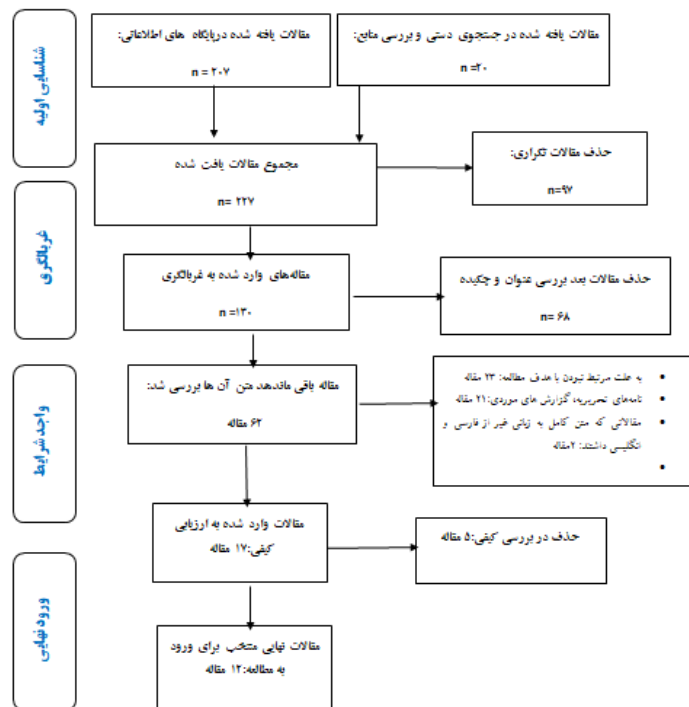 شناسایی اولیه
مقالات یافته شده درپایگاه های اطلاعاتی:
n = ۲۰۷
مقالات یافته شده در جستجوی دستی و بررسی منابع:
n =۲۰
مجموع مقالات یافت شده
n= ۲۲۷
حذف مقالات تکراری:
n=۹۷
غربالگری
مقاله‌های وارد شده به غربالگری
n =۱۳۰
حذف مقالات بعد بررسی عنوان و چکیده
n= ۶۸
واجد شرایط
مقاله باقی ماندهد متن آن ها بررسی شد:
۶۲ مقاله
• به علت مرتبط نبودن با هدف مطالعه: ۲۳ مقاله
• نامه‌های تحریریه، گزارش های موردی: ۲۱ مقاله
• مقالاتی که متن کامل به زبانی غیر از فارسی و
انگلیسی داشتند: ۲مقاله
•
مقالات وارد شده به ارزیابی
کیفی: ۱۷ مقاله
حذف در بررسی کیفی: ۵ مقاله
ورود نهایی
مقالات نهایی منتخب برای ورود
به مطالعه: ۱۲ مقاله